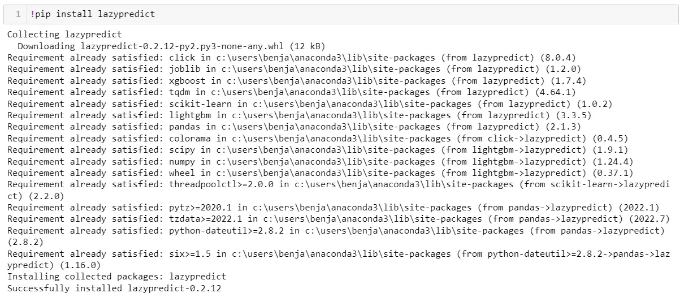 1 !pip install lazypredict
Collecting lazypredict
  Downloading lazypredict-0.2.12-py2.py3-none-any.whl (12 kB)
Requirement already satisfied: click in c:\users\benja\anaconda3\lib\site-packages (from lazypredict) (8.0.4)
Requirement already satisfied: joblib in c:\users\benja\anaconda3\lib\site-packages (from lazypredict) (1.2.0)
Requirement already satisfied: xgboost in c:\users\benja\anaconda3\lib\site-packages (from lazypredict) (1.7.4)
Requirement already satisfied: tqdm in c:\users\benja\anaconda3\lib\site-packages (from lazypredict) (4.64.1)
Requirement already satisfied: scikit-learn in c:\users\benja\anaconda3\lib\site-packages (from lazypredict) (1.0.2)
Requirement already satisfied: lightgbm in c:\users\benja\anaconda3\lib\site-packages (from lazypredict) (3.3.5)
Requirement already satisfied: pandas in c:\users\benja\anaconda3\lib\site-packages (from lazypredict) (2.1.3)
Requirement already satisfied: colorama in c:\users\benja\anaconda3\lib\site-packages (from click->lazypredict) (0.4.5)
Requirement already satisfied: scipy in c:\users\benja\anaconda3\lib\site-packages (from lightgbm->lazypredict) (1.9.1)
Requirement already satisfied: numpy in c:\users\benja\anaconda3\lib\site-packages (from lightgbm->lazypredict) (1.24.4)
Requirement already satisfied: wheel in c:\users\benja\anaconda3\lib\site-packages (from lightgbm->lazypredict) (0.37.1)
Requirement already satisfied: threadpoolctl>=2.0.0 in c:\users\benja\anaconda3\lib\site-packages (from scikit-learn->lazypredi
ct) (2.2.0)
Requirement already satisfied: pytz>=2020.1 in c:\users\benja\anaconda3\lib\site-packages (from pandas->lazypredict) (2022.1)
Requirement already satisfied: tzdata>=2022.1 in c:\users\benja\anaconda3\lib\site-packages (from pandas->lazypredict) (2022.7)
Requirement already satisfied: python-dateutil>=2.8.2 in c:\users\benja\anaconda3\lib\site-packages (from pandas->lazypredict)
(2.8.2)
Requirement already satisfied: six>=1.5 in c:\users\benja\anaconda3\lib\site-packages (from python-dateutil>=2.8.2->pandas->laz
ypredict) (1.16.0)
Installing collected packages: lazypredict
Successfully installed lazypredict-0.2.12